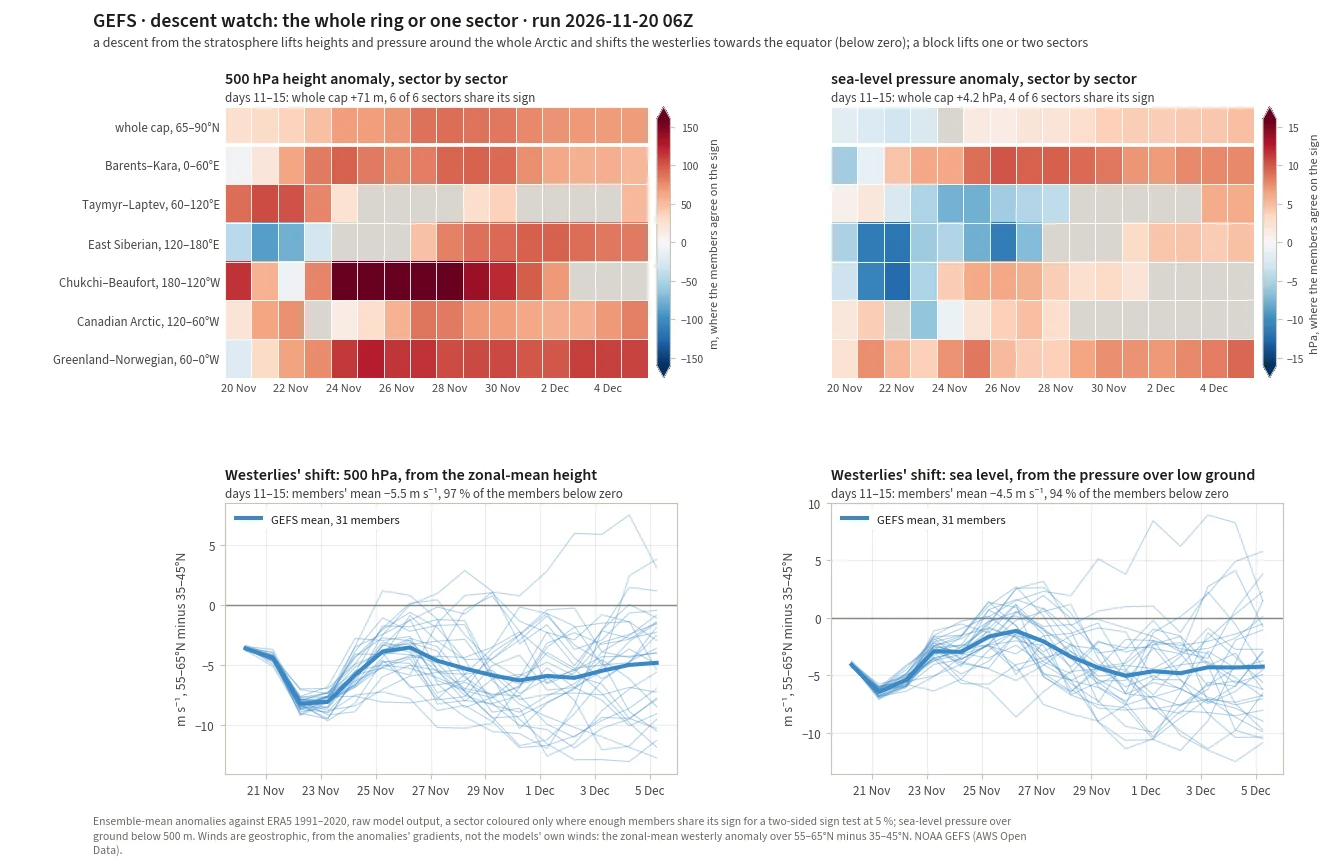 GEFS · descent watch: the whole ring or one sector · run 2026-11-20 06Z
a descent from the stratosphere lifts heights and pressure around the whole Arctic and shifts the westerlies towards the equator (below zero); a block lifts one or two sectors
500 hPa height anomaly, sector by sector
days 11–15: whole cap +71 m, 6 of 6 sectors share its sign
whole cap, 65–90°N
Barents–Kara, 0–60°E
Taymyr–Laptev, 60–120°E
East Siberian, 120–180°E
Chukchi–Beaufort, 180–120°W
Canadian Arctic, 120–60°W
Greenland–Norwegian, 60–0°W
20 Nov 22 Nov 24 Nov 26 Nov 28 Nov 30 Nov 2 Dec 4 Dec
150
100
50
0
−50
−100
−150
m, where the members agree on the sign
sea-level pressure anomaly, sector by sector
days 11–15: whole cap +4.2 hPa, 4 of 6 sectors share its sign
20 Nov 22 Nov 24 Nov 26 Nov 28 Nov 30 Nov 2 Dec 4 Dec
15
10
5
0
−5
−10
−15
hPa, where the members agree on the sign
Westerlies' shift: 500 hPa, from the zonal-mean height
days 11–15: members' mean −5.5 m s⁻¹, 97 % of the members below zero
GEFS mean, 31 members
5
0
−5
−10
m s⁻¹, 55–65°N minus 35–45°N
21 Nov 23 Nov 25 Nov 27 Nov 29 Nov 1 Dec 3 Dec 5 Dec
Westerlies' shift: sea level, from the pressure over low ground
days 11–15: members' mean −4.5 m s⁻¹, 94 % of the members below zero
GEFS mean, 31 members
10
5
0
−5
−10
m s⁻¹, 55–65°N minus 35–45°N
21 Nov 23 Nov 25 Nov 27 Nov 29 Nov 1 Dec 3 Dec 5 Dec
Ensemble-mean anomalies against ERA5 1991–2020, raw model output, a sector coloured only where enough members share its sign for a two-sided sign test at 5 %; sea-level pressure over
ground below 500 m. Winds are geostrophic, from the anomalies' gradients, not the models' own winds: the zonal-mean westerly anomaly over 55–65°N minus 35–45°N. NOAA GEFS (AWS Open
Data).